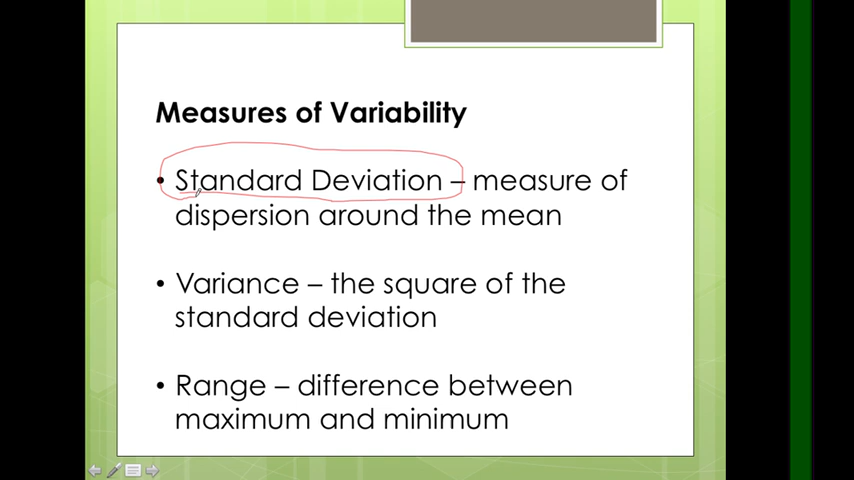 Measures of Variability
• Standard Deviation – measure of
dispersion around the mean
• Variance – the square of the
standard deviation
• Range – difference between
maximum and minimum